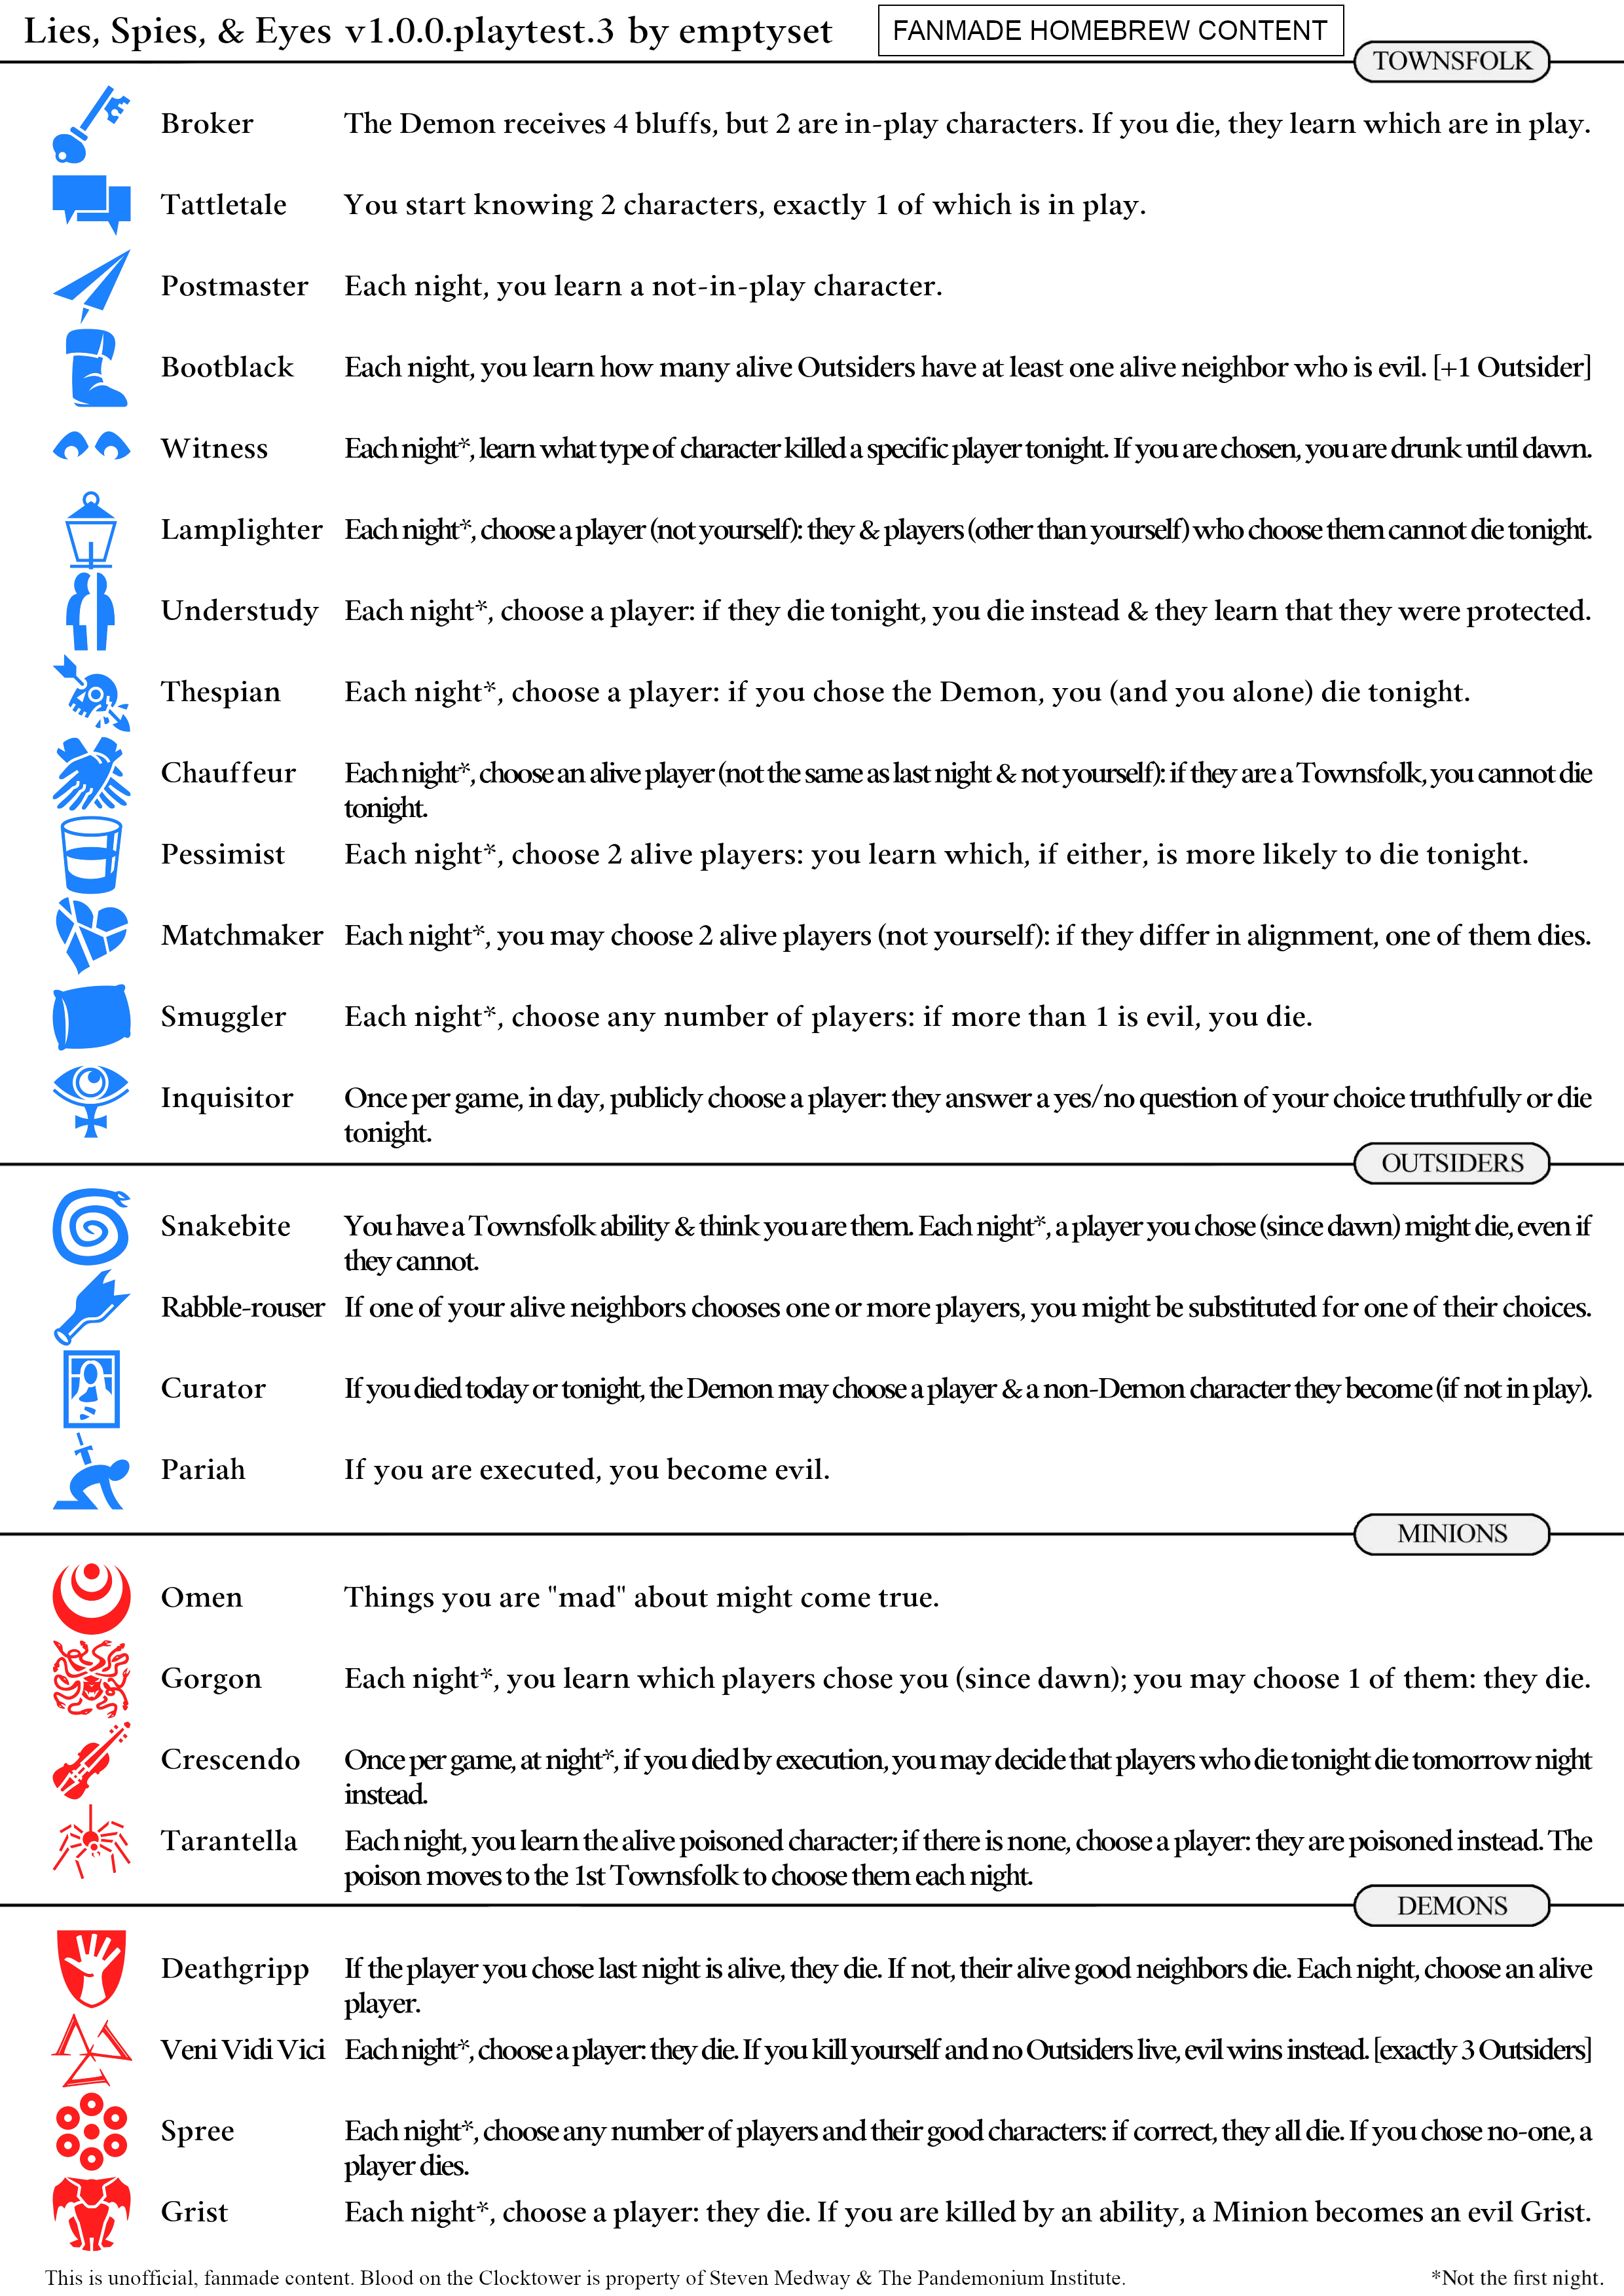 Lies, Spies, & Eyes v1.0.0.playtest.3 by emptyset
FANMADE HOMEBREW CONTENT
TOWNSFOLK
Broker The Demon receives 4 bluffs, but 2 are in-play characters. If you die, they learn which are in play.
Tattletale You start knowing 2 characters, exactly 1 of which is in play.
Postmaster Each night, you learn a not-in-play character.
Bootblack Each night, you learn how many alive Outsiders have at least one alive neighbor who is evil. [+1 Outsider]
Witness Each night*, learn what type of character killed a specific player tonight. If you are chosen, you are drunk until dawn.
Lamplighter Each night*, choose a player (not yourself): they & players (other than yourself) who choose them cannot die tonight.
Understudy Each night*, choose a player: if they die tonight, you die instead & they learn that they were protected.
Thespian Each night*, choose a player: if you chose the Demon, you (and you alone) die tonight.
Chauffeur Each night*, choose an alive player (not the same as last night & not yourself): if they are a Townsfolk, you cannot die
tonight.
Pessimist Each night*, choose 2 alive players: you learn which, if either, is more likely to die tonight.
Matchmaker Each night*, you may choose 2 alive players (not yourself): if they differ in alignment, one of them dies.
Smuggler Each night*, choose any number of players: if more than 1 is evil, you die.
Inquisitor Once per game, in day, publicly choose a player: they answer a yes/no question of your choice truthfully or die
tonight.
OUTSIDERS
Snakebite You have a Townsfolk ability & think you are them. Each night*, a player you chose (since dawn) might die, even if
they cannot.
Rabble-rouser If one of your alive neighbors chooses one or more players, you might be substituted for one of their choices.
Curator If you died today or tonight, the Demon may choose a player & a non-Demon character they become (if not in play).
Pariah If you are executed, you become evil.
MINIONS
Omen Things you are "mad" about might come true.
Gorgon Each night*, you learn which players chose you (since dawn); you may choose 1 of them: they die.
Crescendo Once per game, at night*, if you died by execution, you may decide that players who die tonight die tomorrow night
instead.
Tarantella Each night, you learn the alive poisoned character; if there is none, choose a player: they are poisoned instead. The
poison moves to the 1st Townsfolk to choose them each night.
DEMONS
Deathgripp If the player you chose last night is alive, they die. If not, their alive good neighbors die. Each night, choose an alive
player.
Veni Vidi Vici Each night*, choose a player: they die. If you kill yourself and no Outsiders live, evil wins instead. [exactly 3 Outsiders]
Spree Each night*, choose any number of players and their good characters: if correct, they all die. If you chose no-one, a
player dies.
Grist Each night*, choose a player: they die. If you are killed by an ability, a Minion becomes an evil Grist.
This is unofficial, fanmade content. Blood on the Clocktower is property of Steven Medway & The Pandemonium Institute.
*Not the first night.